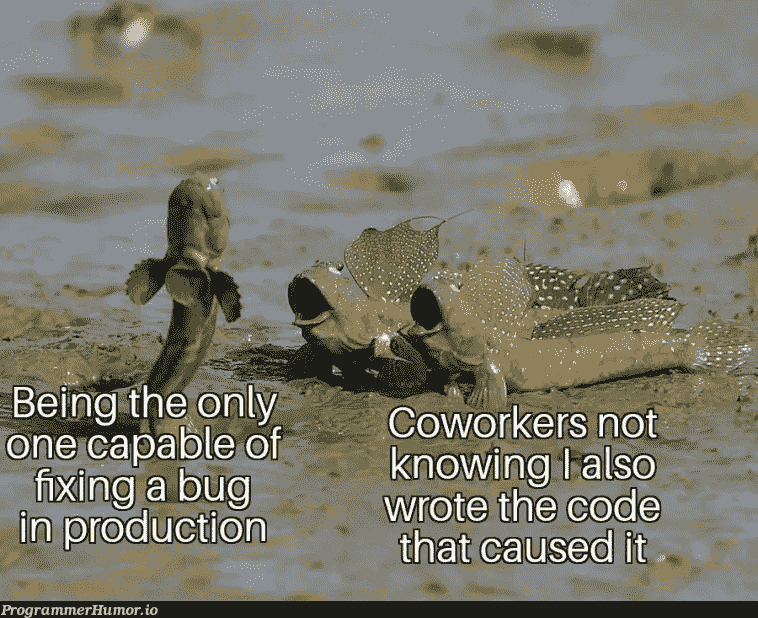 Being the only
one capable of
fixing a bug
in production
Coworkers not
knowing I also
wrote the code
that caused it
ProgrammerHumor.io